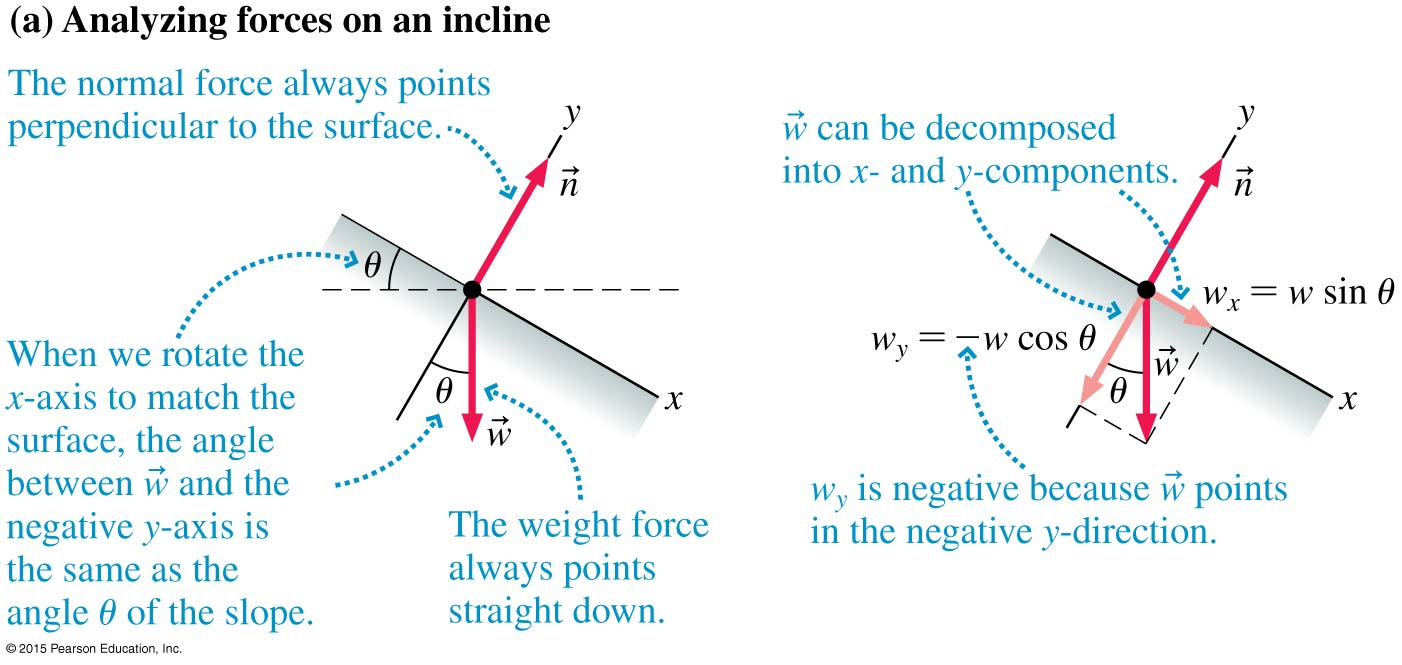 (a) Analyzing forces on an incline
The normal force always points
perpendicular to the surface.
y
n⃗
θ
When we rotate the
x-axis to match the
surface, the angle
between w⃗ and the
negative y-axis is
the same as the
angle θ of the slope.
θ
w⃗
x
The weight force
always points
straight down.
w⃗ can be decomposed
into x- and y-components.
y
n⃗
wₓ = w sin θ
w_y = −w cos θ
w⃗
θ
x
w_y is negative because w⃗ points
in the negative y-direction.
© 2015 Pearson Education, Inc.